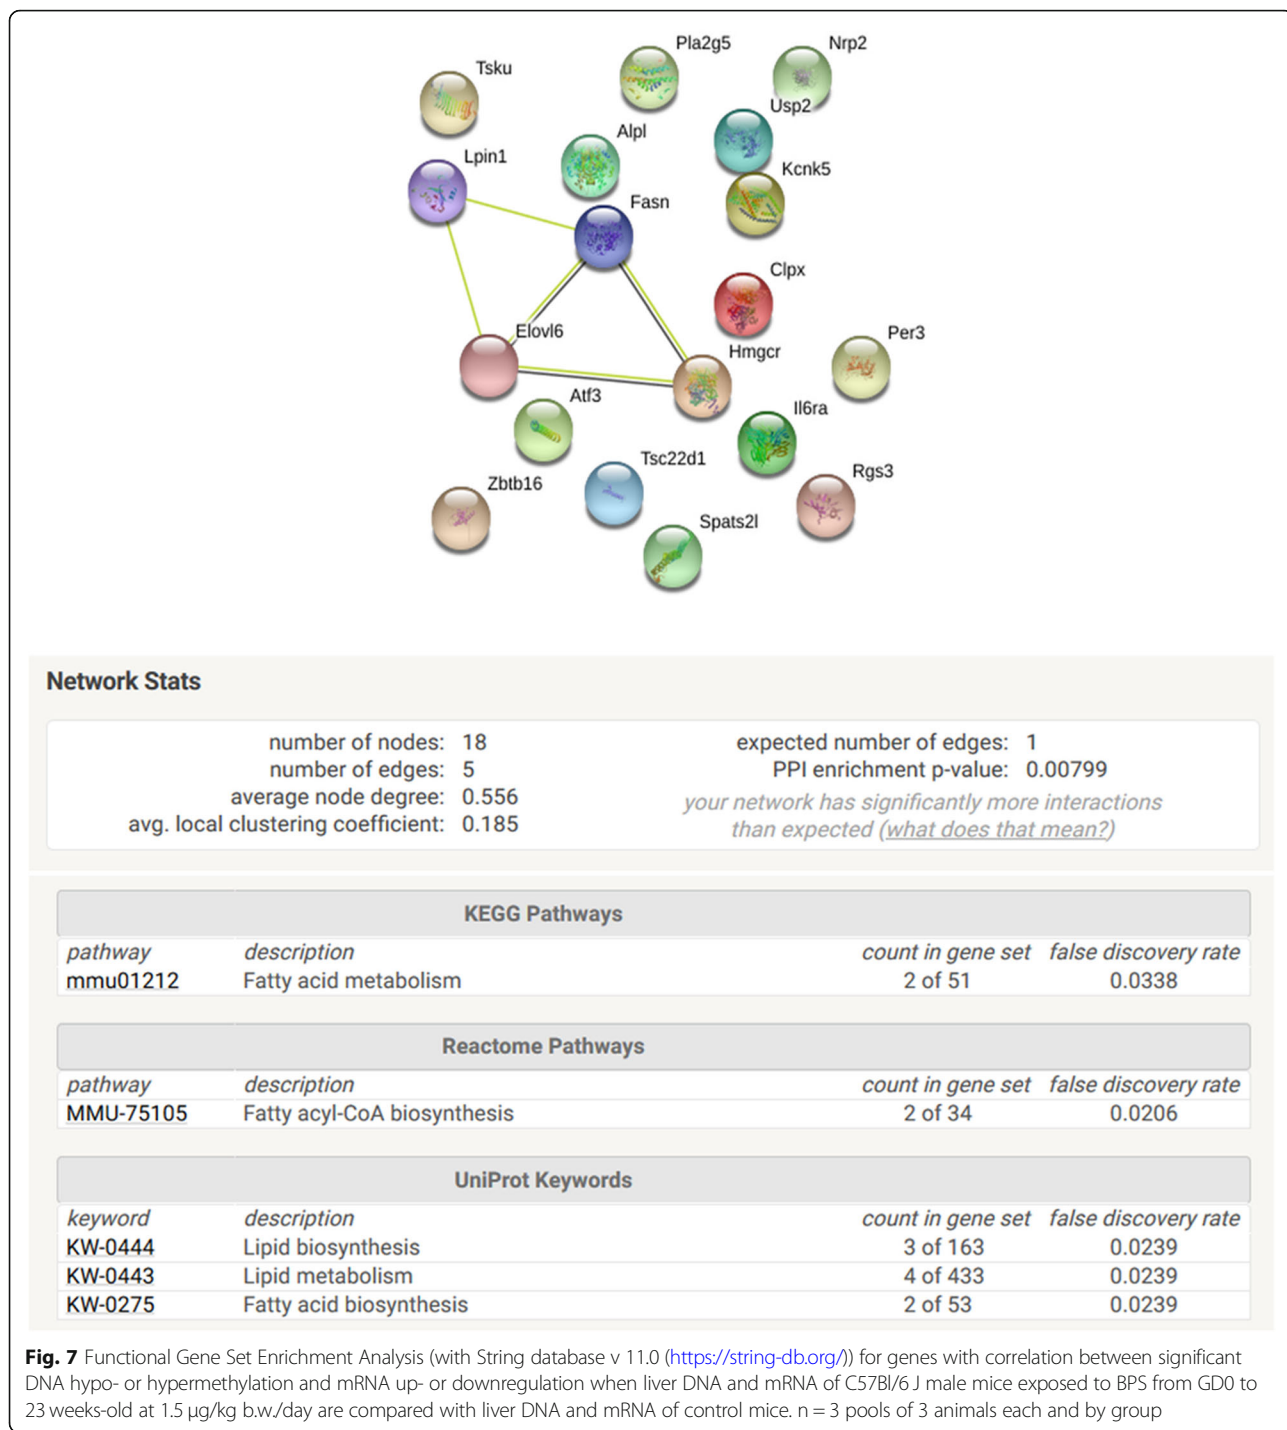 Pla2g5
Nrp2
Tsku
Usp2
Alpl
Lpin1
Kcnk5
Fasn
Clpx
Elovl6
Per3
Hmgcr
Atf3
Il6ra
Tsc22d1
Rgs3
Zbtb16
Spats2l
Network Stats
number of nodes: 18
number of edges: 5
average node degree: 0.556
avg. local clustering coefficient: 0.185
expected number of edges: 1
PPI enrichment p-value: 0.00799
your network has significantly more interactions
than expected (what does that mean?)
KEGG Pathways
pathway description count in gene set false discovery rate
mmu01212 Fatty acid metabolism 2 of 51 0.0338
Reactome Pathways
pathway description count in gene set false discovery rate
MMU-75105 Fatty acyl-CoA biosynthesis 2 of 34 0.0206
UniProt Keywords
keyword description count in gene set false discovery rate
KW-0444 Lipid biosynthesis 3 of 163 0.0239
KW-0443 Lipid metabolism 4 of 433 0.0239
KW-0275 Fatty acid biosynthesis 2 of 53 0.0239
Fig. 7 Functional Gene Set Enrichment Analysis (with String database v 11.0 (https://string-db.org/)) for genes with correlation between significant
DNA hypo- or hypermethylation and mRNA up- or downregulation when liver DNA and mRNA of C57Bl/6 J male mice exposed to BPS from GD0 to
23 weeks-old at 1.5 μg/kg b.w./day are compared with liver DNA and mRNA of control mice. n = 3 pools of 3 animals each and by group